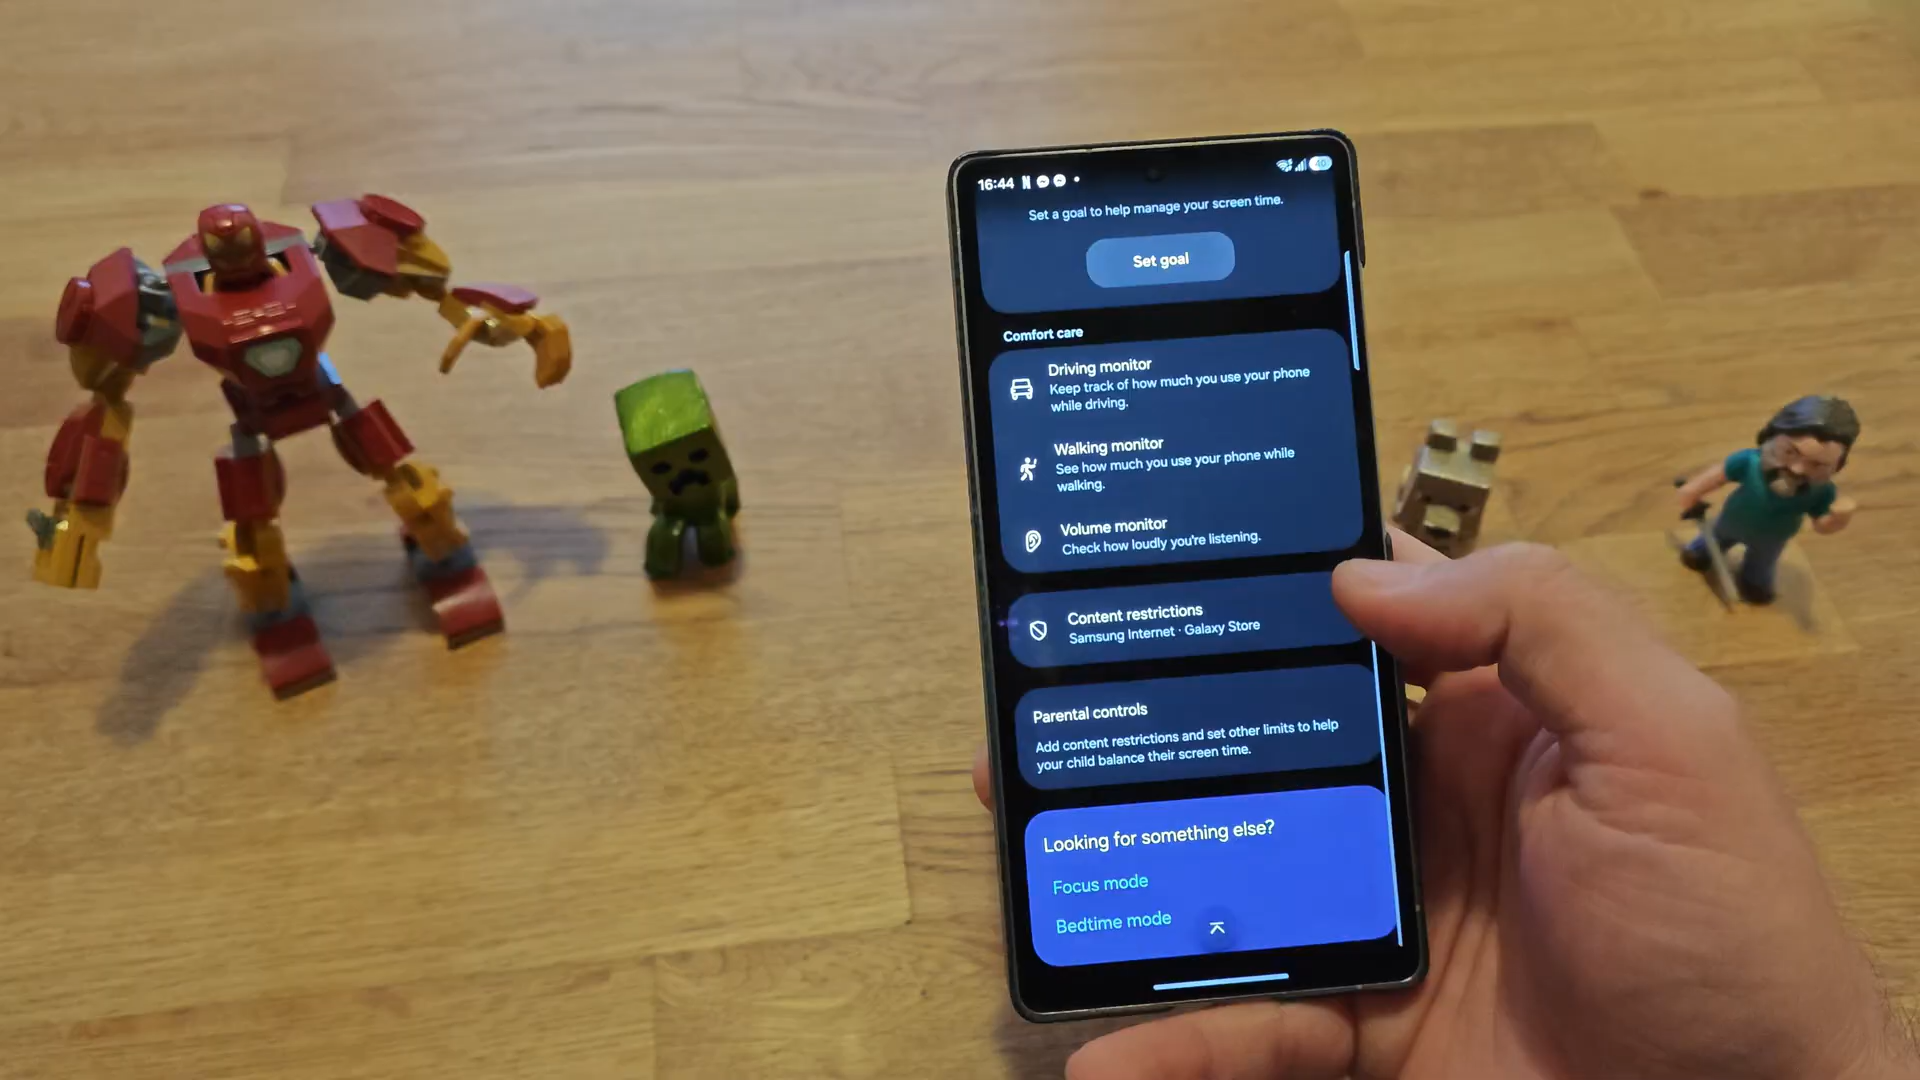 16:44
40
Set a goal to help manage your screen time.
Set goal
Comfort care
Driving monitor
Keep track of how much you use your phone
while driving.
Walking monitor
See how much you use your phone while
walking.
Volume monitor
Check how loudly you're listening.
Content restrictions
Samsung Internet · Galaxy Store
Parental controls
Add content restrictions and set other limits to help
your child balance their screen time.
Looking for something else?
Focus mode
Bedtime mode